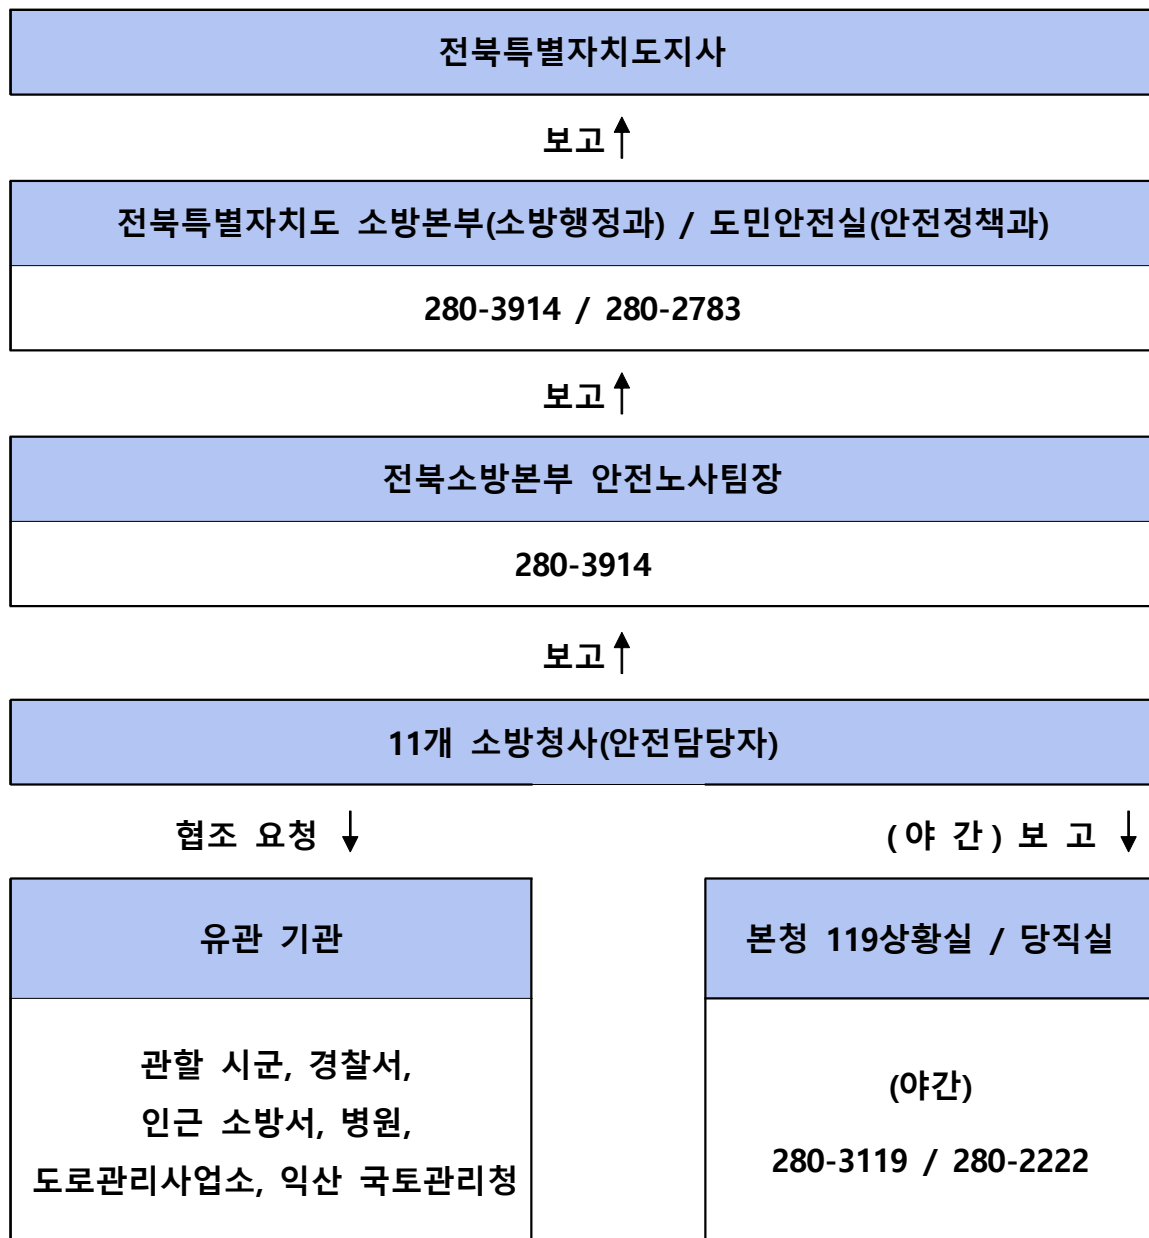 전북특별자치도지사
보고↑
전북특별자치도 소방본부(소방행정과) / 도민안전실(안전정책과)
280-3914 / 280-2783
보고↑
전북소방본부 안전노사팀장
280-3914
보고↑
11개 소방청사(안전담당자)
협조 요청 ↓
(야 간) 보 고 ↓
유관 기관
관할 시군, 경찰서,
인근 소방서, 병원,
도로관리사업소, 익산 국토관리청
본청 119상황실 / 당직실
(야간)
280-3119 / 280-2222